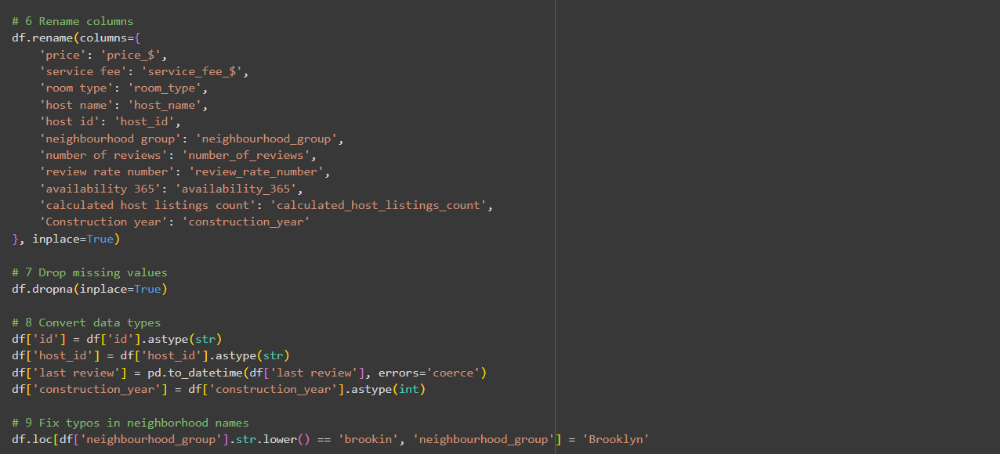 # 6 Rename columns
df.rename(columns={
    'price': 'price_$',
    'service fee': 'service_fee_$',
    'room type': 'room_type',
    'host name': 'host_name',
    'host id': 'host_id',
    'neighbourhood group': 'neighbourhood_group',
    'number of reviews': 'number_of_reviews',
    'review rate number': 'review_rate_number',
    'availability 365': 'availability_365',
    'calculated host listings count': 'calculated_host_listings_count',
    'Construction year': 'construction_year'
}, inplace=True)
# 7 Drop missing values
df.dropna(inplace=True)
# 8 Convert data types
df['id'] = df['id'].astype(str)
df['host_id'] = df['host_id'].astype(str)
df['last review'] = pd.to_datetime(df['last review'], errors='coerce')
df['construction_year'] = df['construction_year'].astype(int)
# 9 Fix typos in neighborhood names
df.loc[df['neighbourhood_group'].str.lower() == 'brookin', 'neighbourhood_group'] = 'Brooklyn'